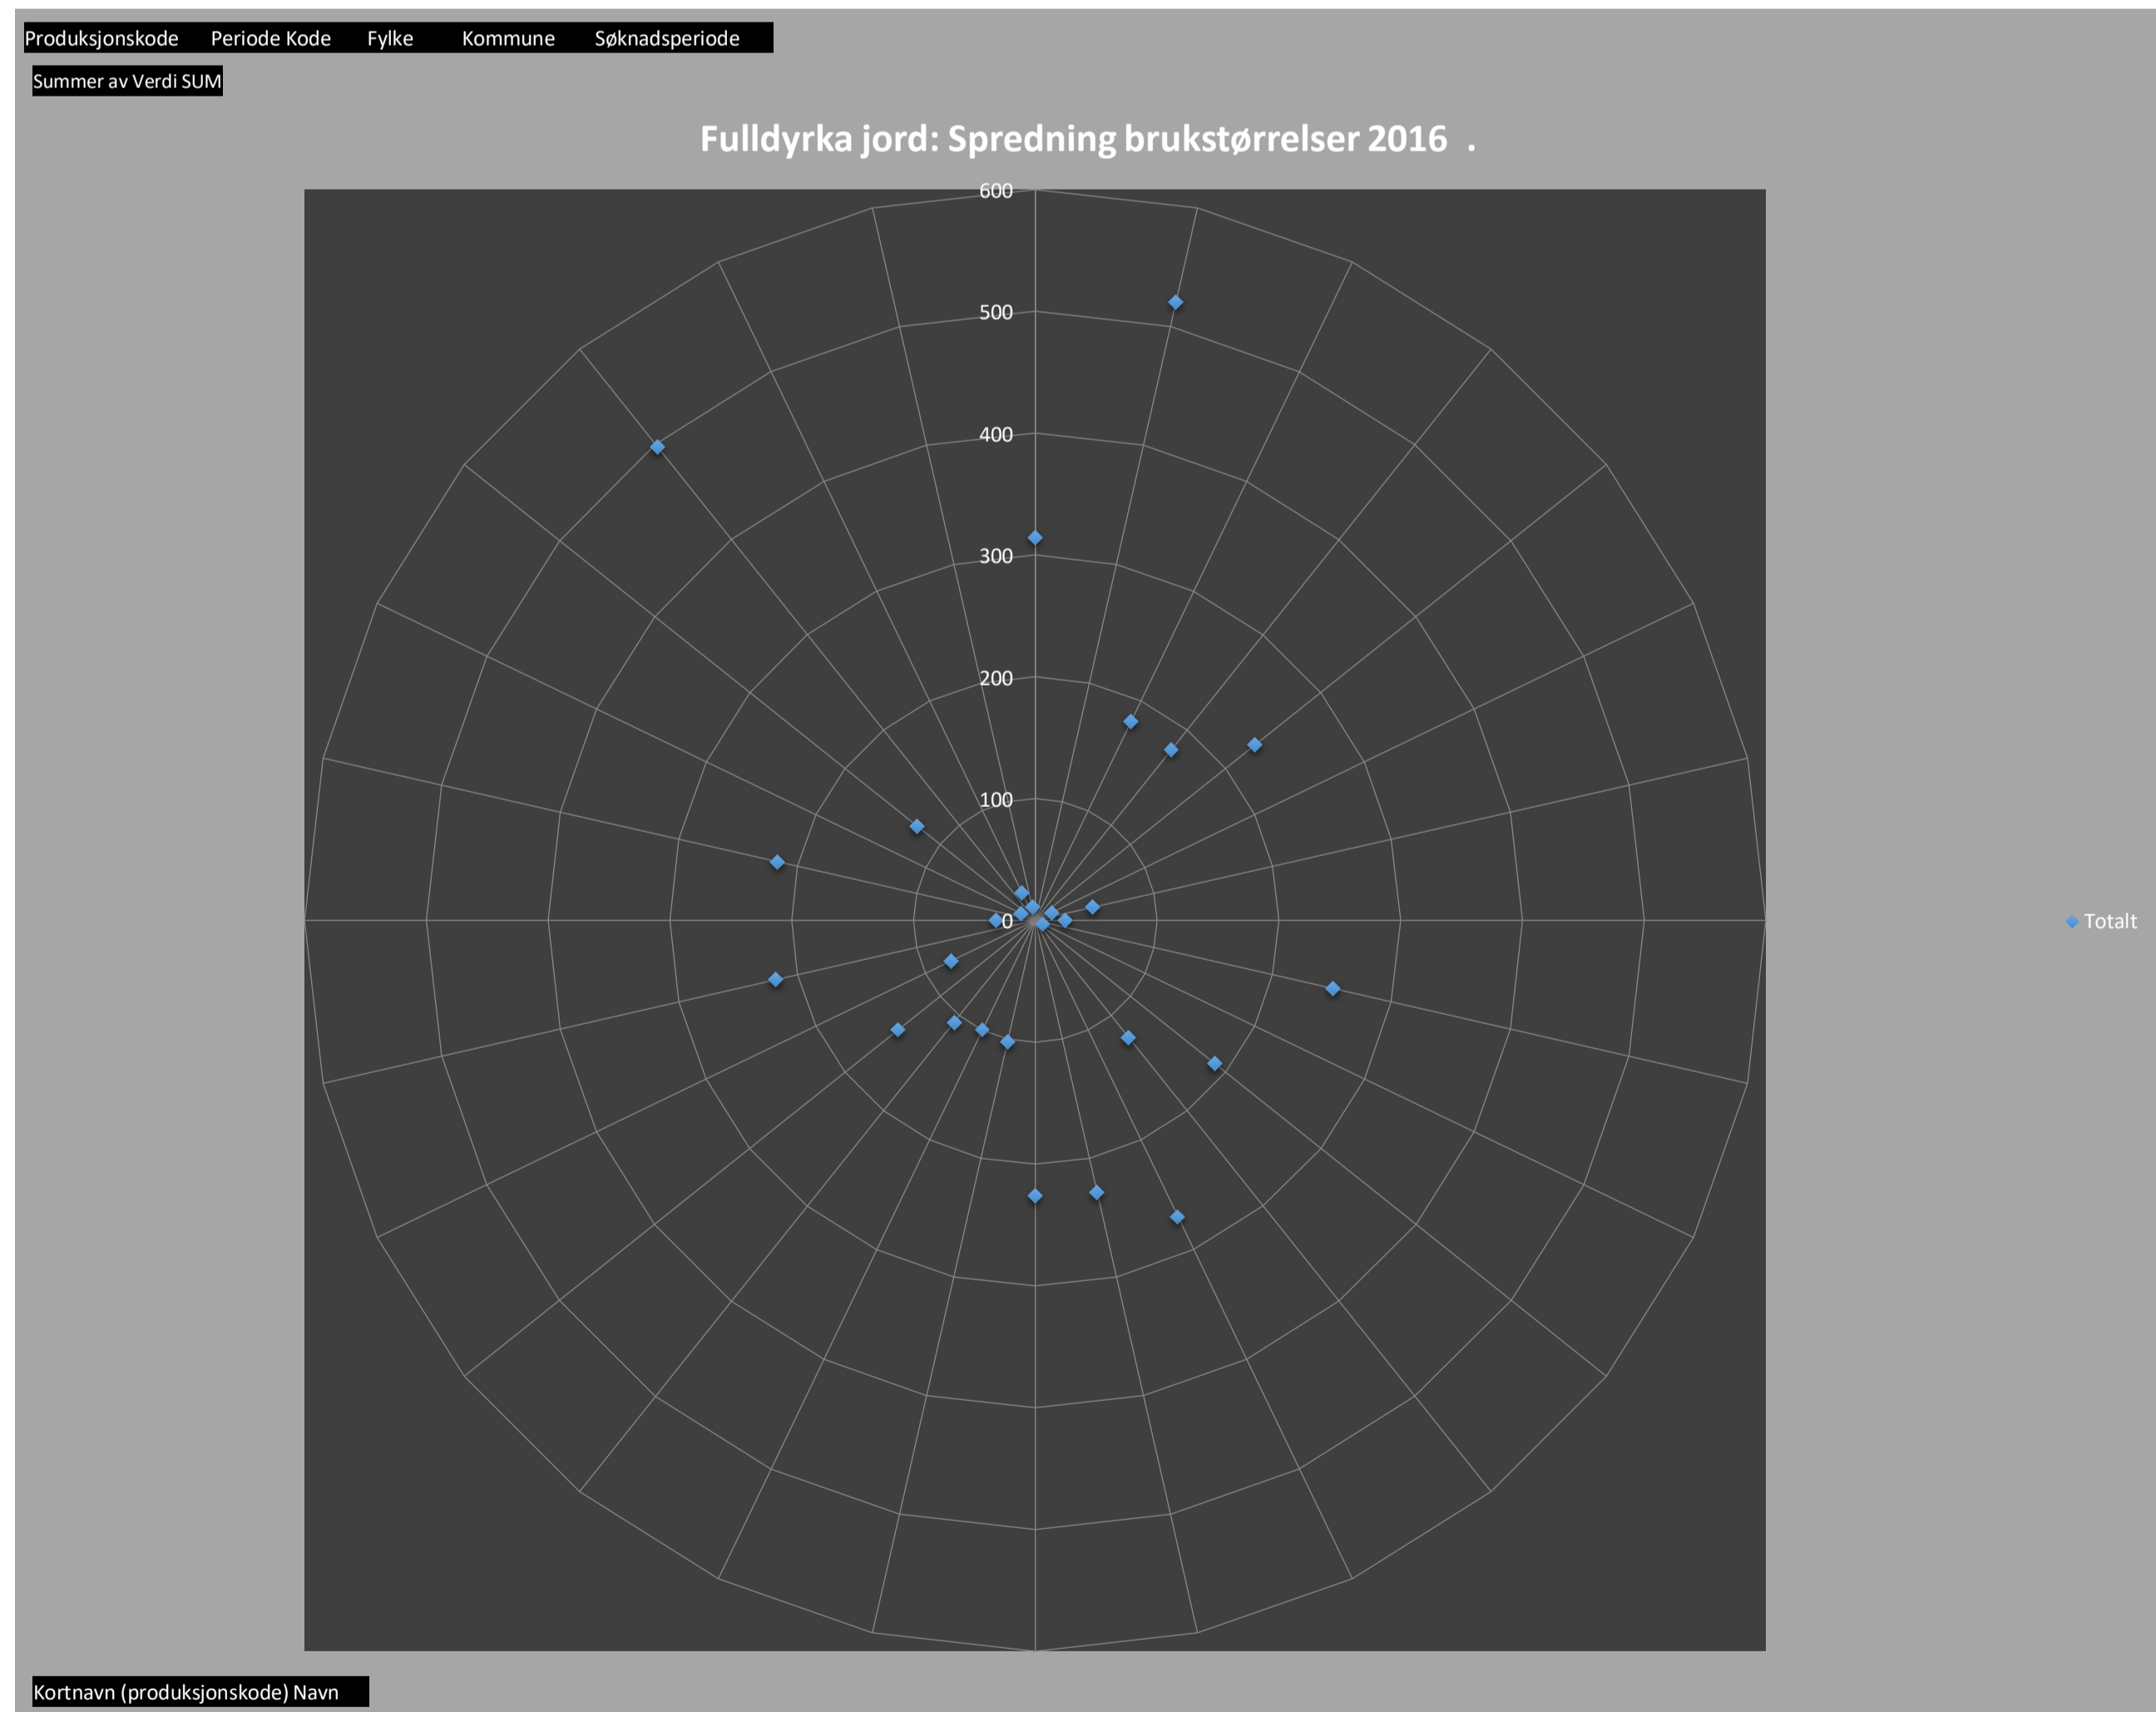 Produksjonskode Periode Kode Fylke Kommune Søknadsperiode
Summer av Verdi SUM
Fulldyrka jord: Spredning brukstørrelser 2016 .
600
500
400
300
200
100
0
Totalt
Kortnavn (produksjonskode) Navn